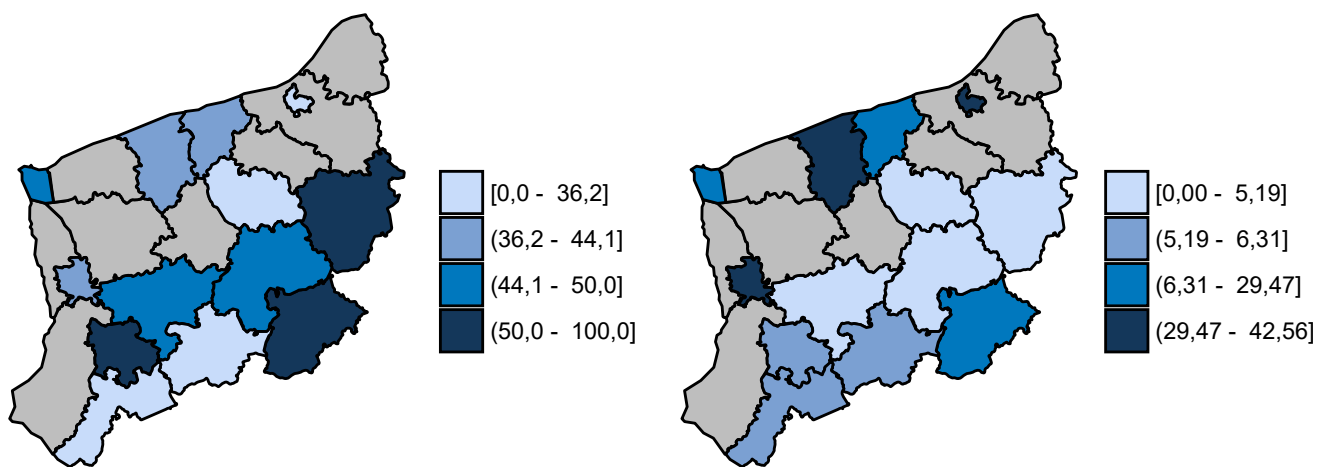 [0,0 - 36,2]
(36,2 - 44,1]
(44,1 - 50,0]
(50,0 - 100,0]
[0,00 - 5,19]
(5,19 - 6,31]
(6,31 - 29,47]
(29,47 - 42,56]